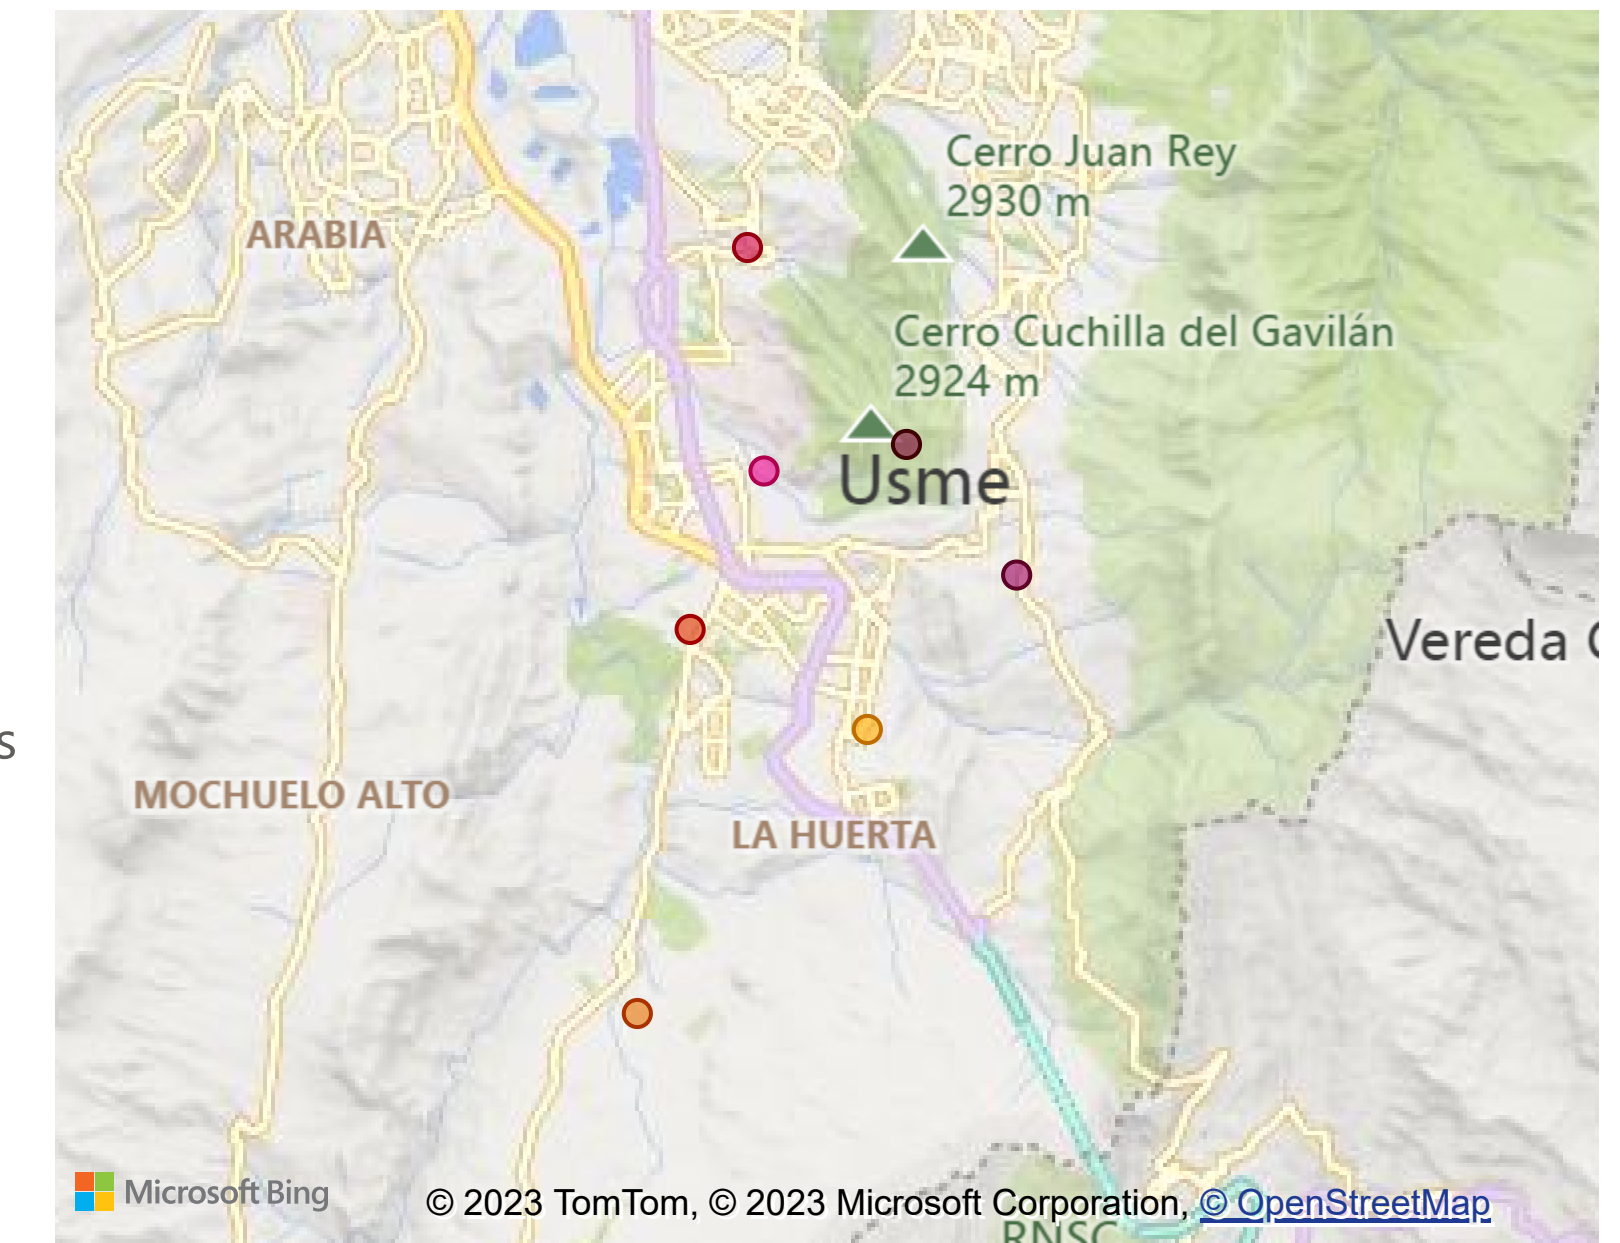 Cerro Juan Rey
2930 m
ARABIA
Cerro Cuchilla del Gavilán
2924 m
Usme
Vereda
s
MOCHUELO ALTO
LA HUERTA
Microsoft Bing
© 2023 TomTom, © 2023 Microsoft Corporation, © OpenStreetMap
RNSC